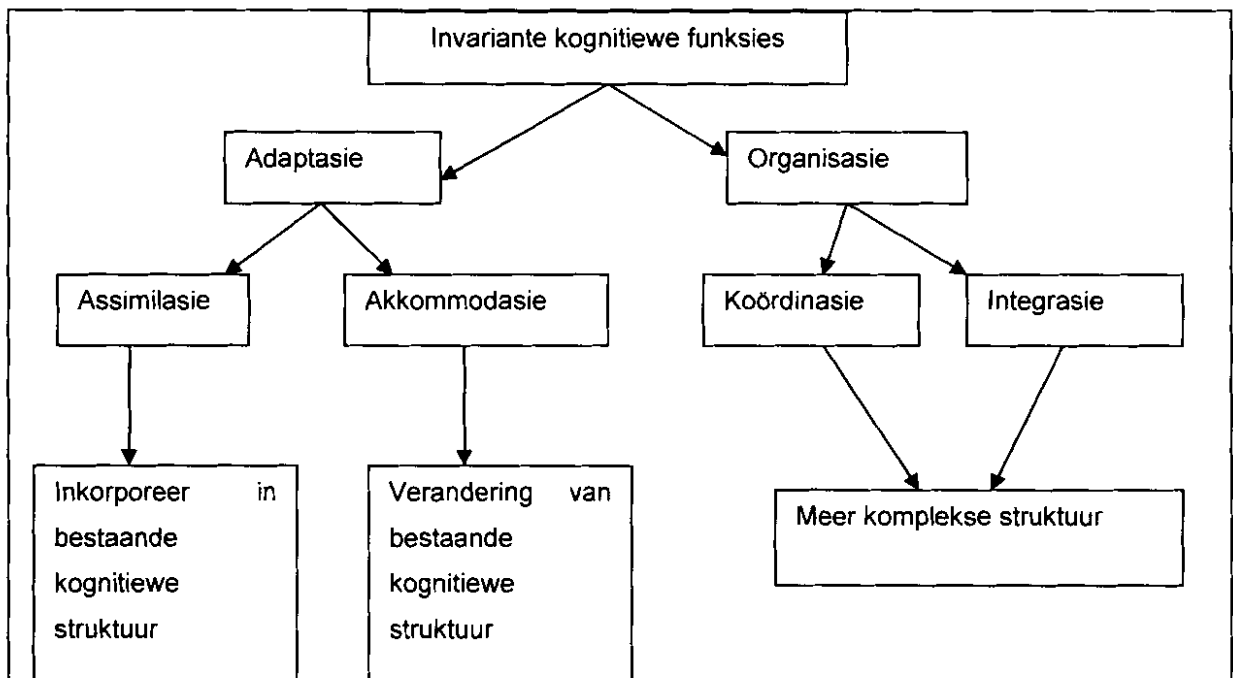 Invariante kognitiewe funksies
Adaptasie
Organisasie
Assimilasie
Akkommodasie
Koördinasie
Integrasie
Inkorporeer in
bestaande
kognitiewe
struktuur
Verandering van
bestaande
kognitiewe
struktuur
Meer komplekse struktuur